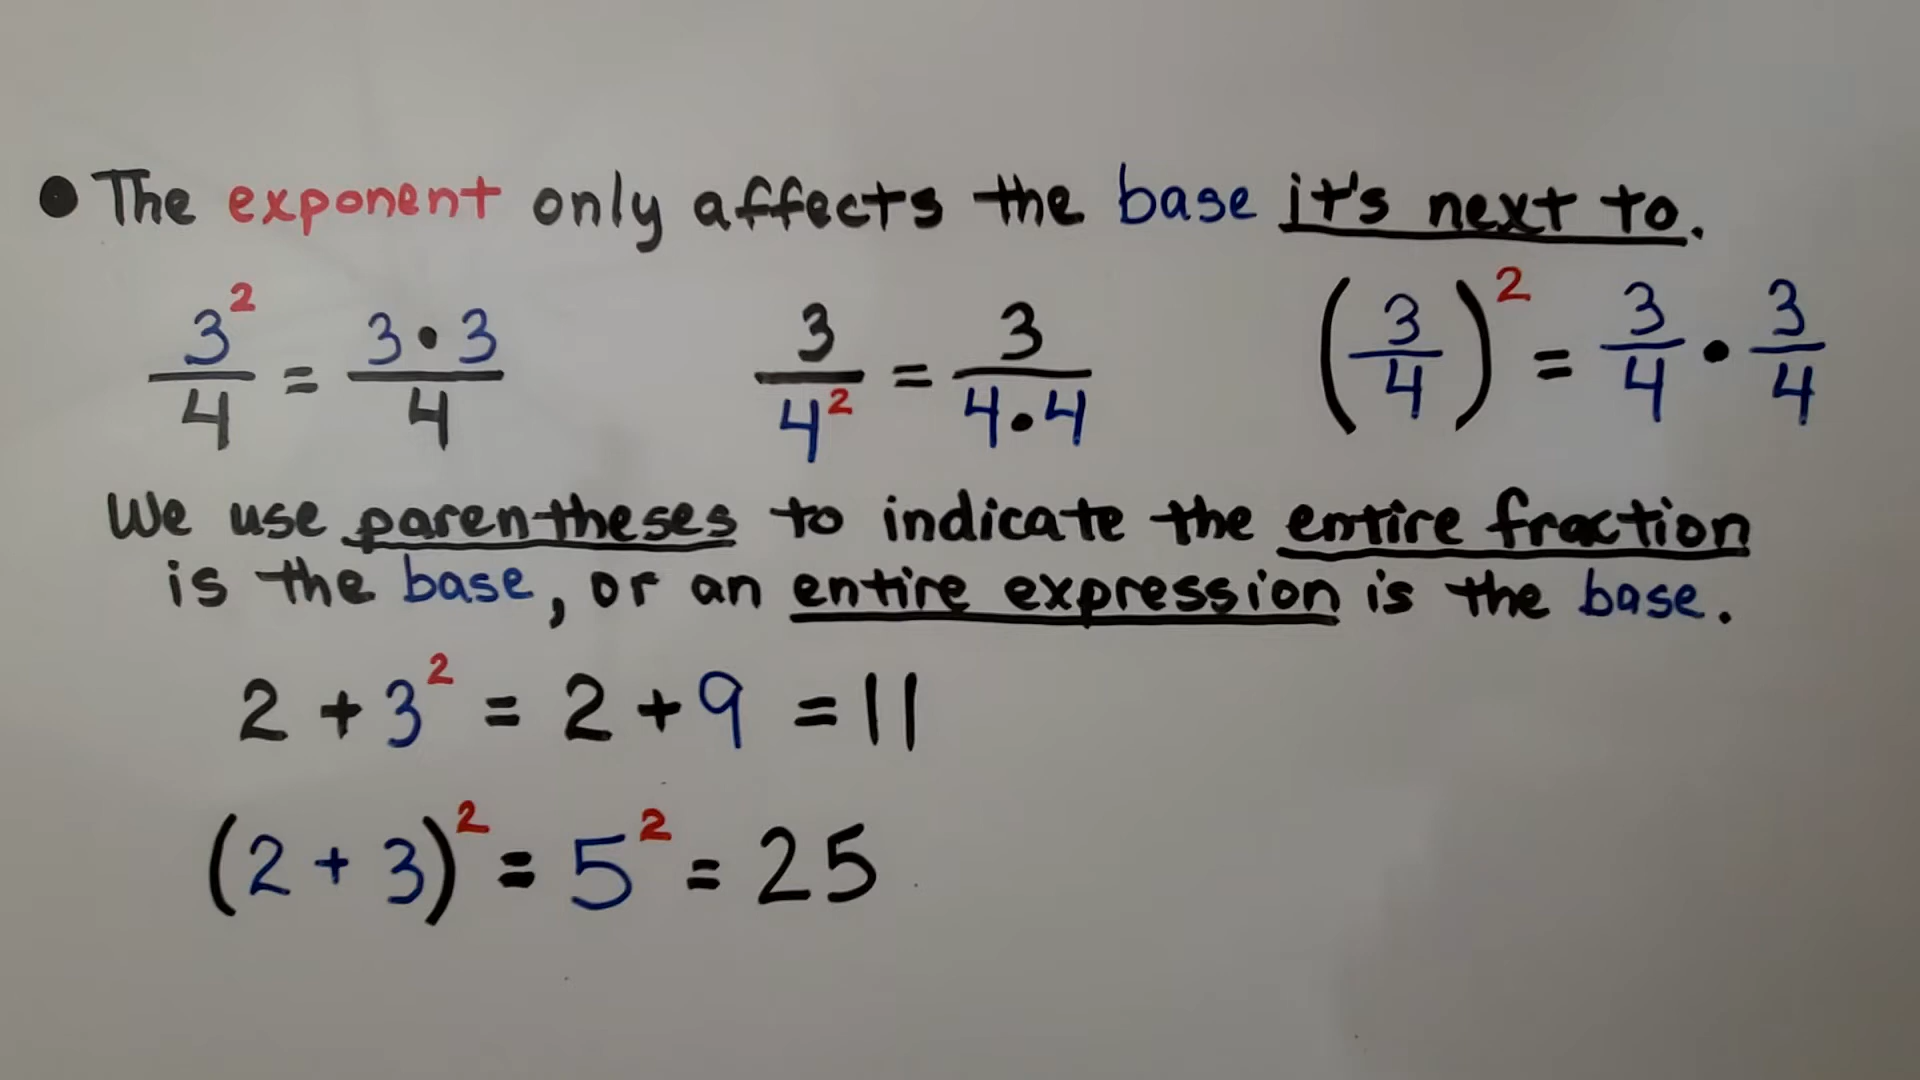 • The exponent only affects the base it's next to.
3²/4 = 3•3/4    3/4² = 3/4•4    (3/4)² = 3/4 • 3/4
We use parentheses to indicate the entire fraction
is the base, or an entire expression is the base.
2 + 3² = 2 + 9 = 11
(2 + 3)² = 5² = 25